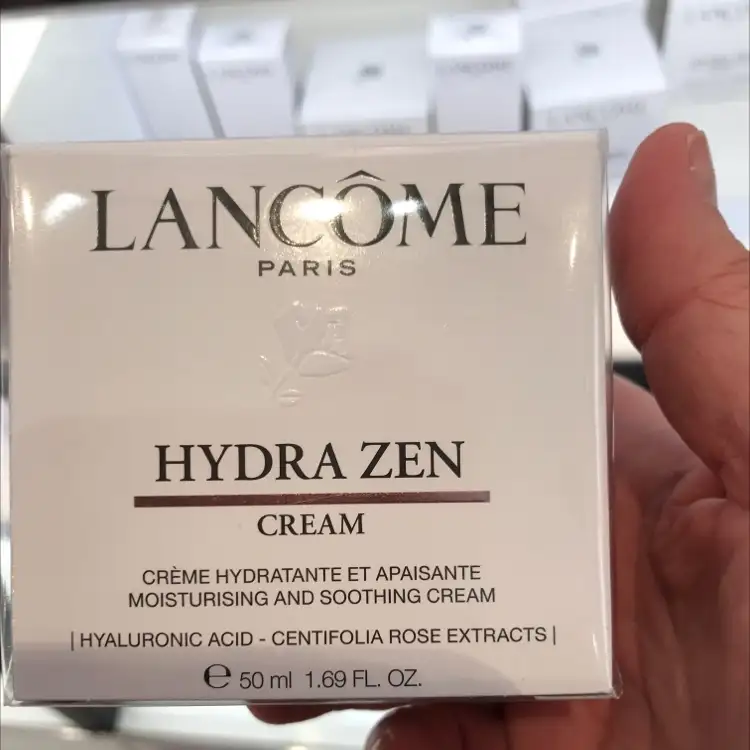 LANCÔME
PARIS
HYDRA ZEN
CREAM
CRÈME HYDRATANTE ET APAISANTE
MOISTURISING AND SOOTHING CREAM
| HYALURONIC ACID - CENTIFOLIA ROSE EXTRACTS |
℮ 50 ml 1.69 FL. OZ.